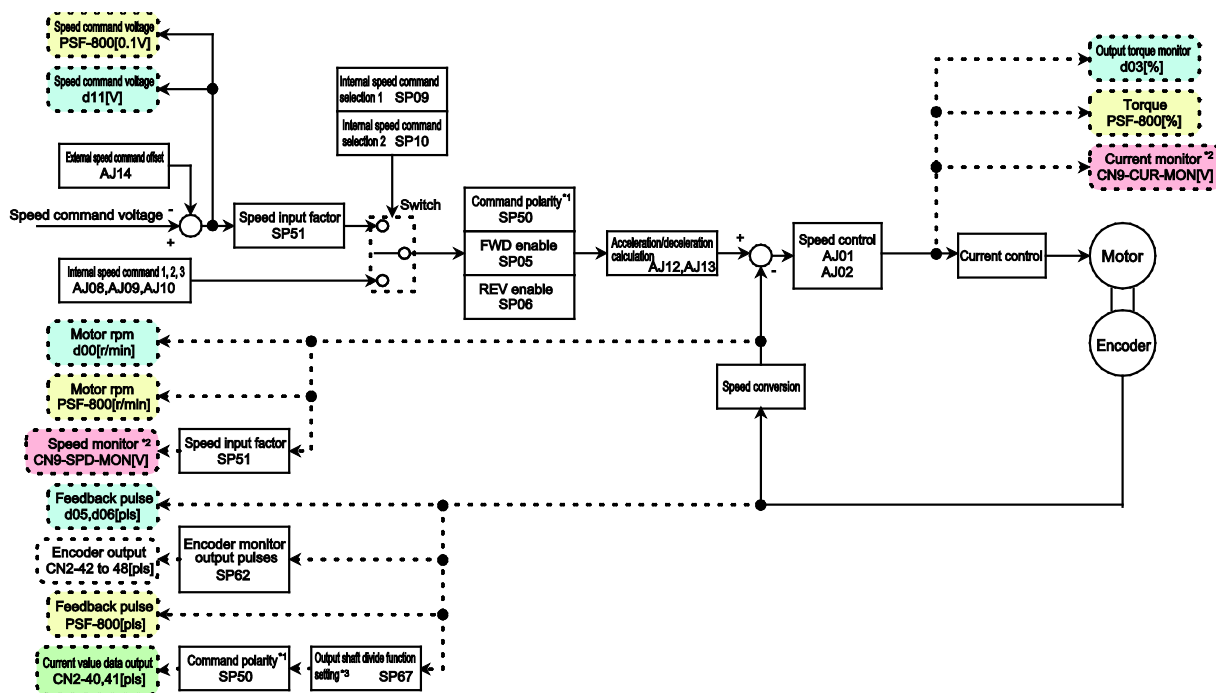 Speed command voltage
PSF-800[0.1V]
Speed command voltage
d11[V]
External speed command offset
AJ14
Speed command voltage
-
+
Speed input factor
SP51
Internal speed command
selection 1 SP09
Internal speed command
selection 2 SP10
Switch
Internal speed command 1, 2, 3
AJ08,AJ09,AJ10
Command polarity*1
SP50
FWD enable
SP05
REV enable
SP06
Acceleration/deceleration
calculation
AJ12,AJ13
+
-
Speed control
AJ01
AJ02
Current control
Motor
Encoder
Output torque monitor
d03[%]
Torque
PSF-800[%]
Current monitor *2
CN9-CUR-MON[V]
Motor rpm
d00[r/min]
Motor rpm
PSF-800[r/min]
Speed monitor *2
CN9-SPD-MON[V]
Speed input factor
SP51
Speed conversion
Feedback pulse
d05,d06[pls]
Encoder output
CN2-42 to 48[pls]
Encoder monitor
output pulses
SP62
Feedback pulse
PSF-800[pls]
Current value data output
CN2-40,41[pls]
Command polarity*1
SP50
Output shaft divide function
setting*3 SP67